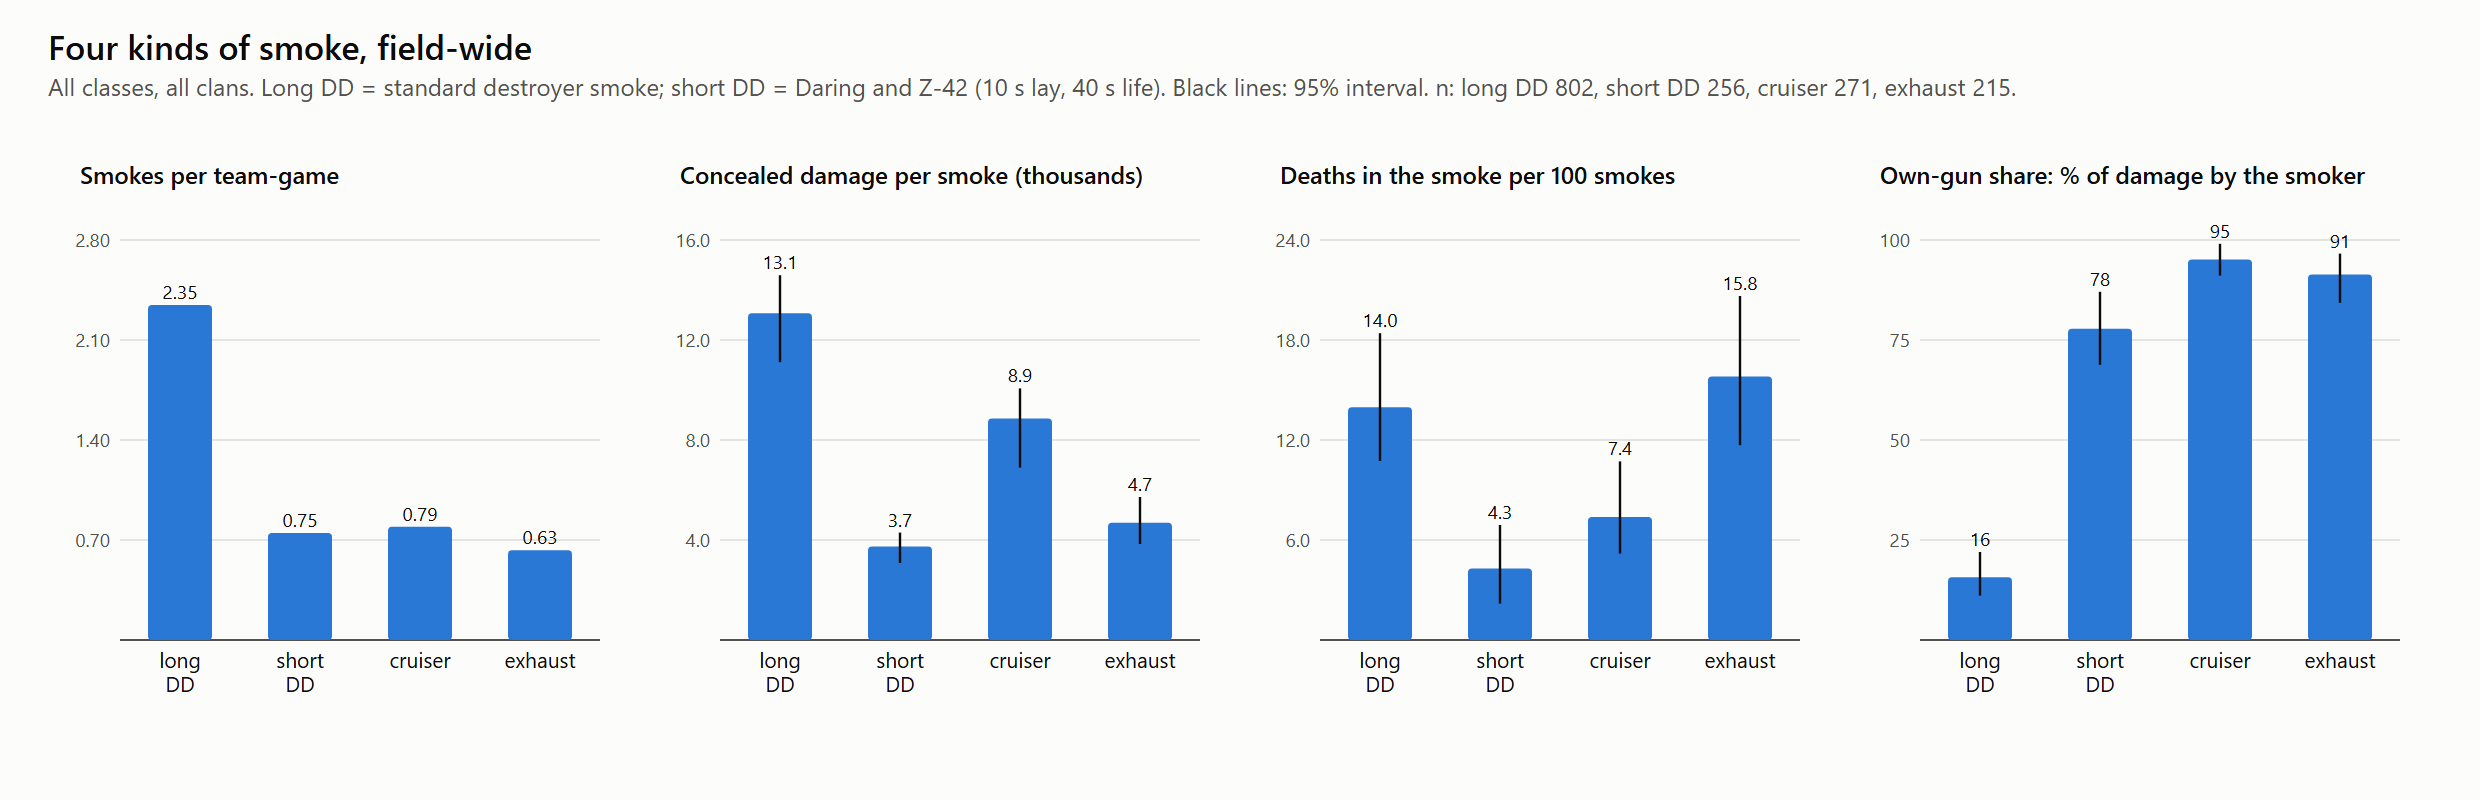 Four kinds of smoke, field-wide
All classes, all clans. Long DD = standard destroyer smoke; short DD = Daring and Z-42 (10 s lay, 40 s life). Black lines: 95% interval. n: long DD 802, short DD 256, cruiser 271, exhaust 215.
Smokes per team-game
2.80
2.10
1.40
0.70
2.35
0.75
0.79
0.63
long
DD
short
DD
cruiser
exhaust
Concealed damage per smoke (thousands)
16.0
12.0
8.0
4.0
13.1
3.7
8.9
4.7
long
DD
short
DD
cruiser
exhaust
Deaths in the smoke per 100 smokes
24.0
18.0
12.0
6.0
14.0
4.3
7.4
15.8
long
DD
short
DD
cruiser
exhaust
Own-gun share: % of damage by the smoker
100
75
50
25
16
78
95
91
long
DD
short
DD
cruiser
exhaust